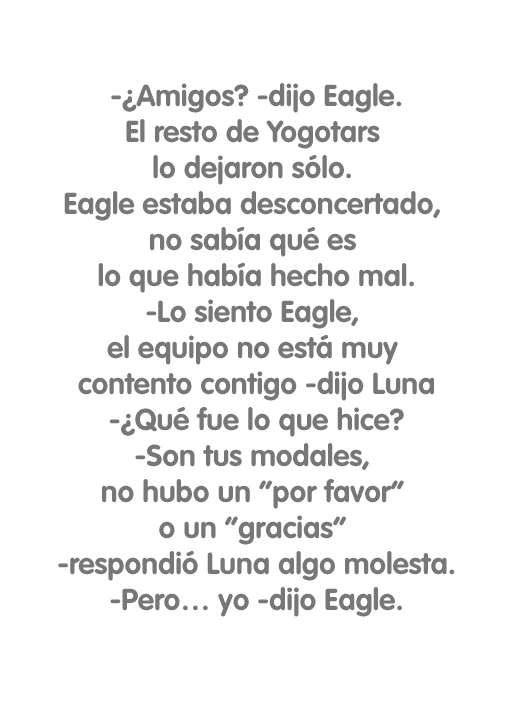 -¿Amigos? -dijo Eagle.
El resto de Yogotars
lo dejaron sólo.
Eagle estaba desconcertado,
no sabía qué es
lo que había hecho mal.
-Lo siento Eagle,
el equipo no está muy
contento contigo -dijo Luna
-¿Qué fue lo que hice?
-Son tus modales,
no hubo un ”por favor”
o un ”gracias”
-respondió Luna algo molesta.
-Pero... yo -dijo Eagle.